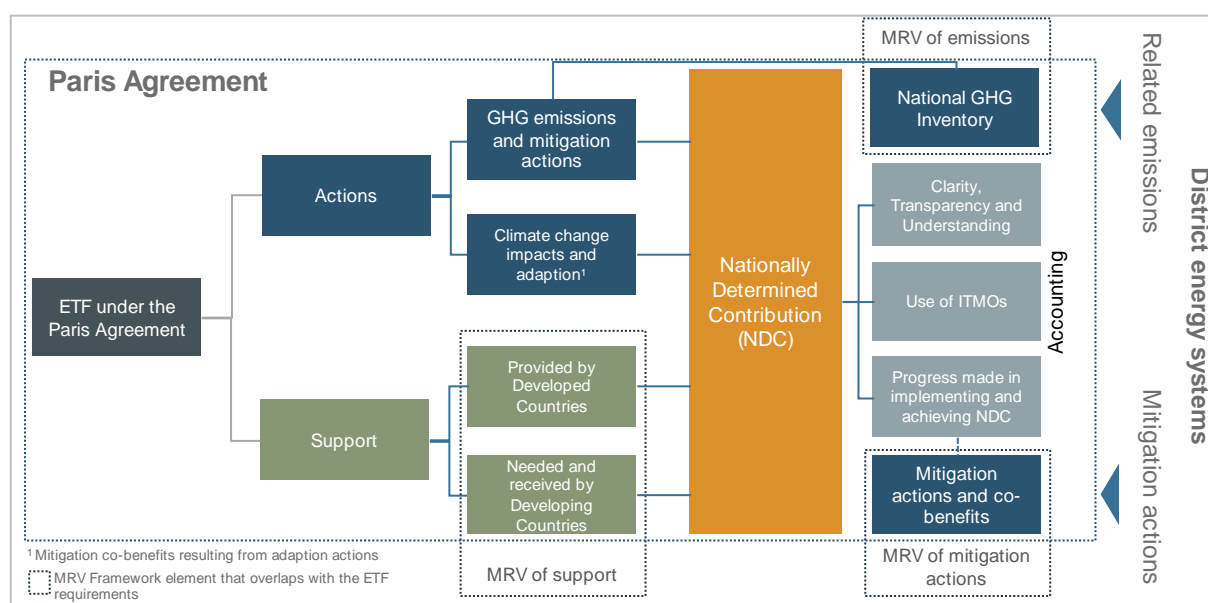 MRV of emissions
Paris Agreement
GHG emissions
and mitigation
actions
National GHG
Inventory
Related emissions
Actions
Clarity,
Transparency and
Understanding
Climate change
impacts and
adaption¹
Nationally
Determined
Contribution
(NDC)
ETF under the
Paris Agreement
Use of ITMOs
Accounting
District energy systems
Provided by
Developed
Countries
Progress made in
implementing and
achieving NDC
Support
Needed and
received by
Developing
Countries
Mitigation
actions and co-
benefits
Mitigation actions
¹ Mitigation co-benefits resulting from adaption actions
MRV Framework element that overlaps with the ETF
requirements
MRV of support
MRV of mitigation
actions